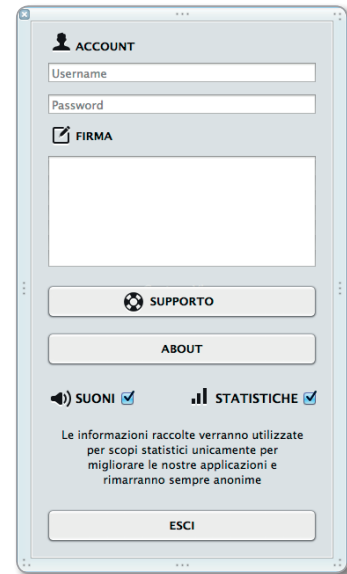 ACCOUNT
Username
Password
FIRMA
SUPPORTO
ABOUT
SUONI
STATISTICHE
Le informazioni raccolte verranno utilizzate
per scopi statistici unicamente per
migliorare le nostre applicazioni e
rimarranno sempre anonime
ESCI